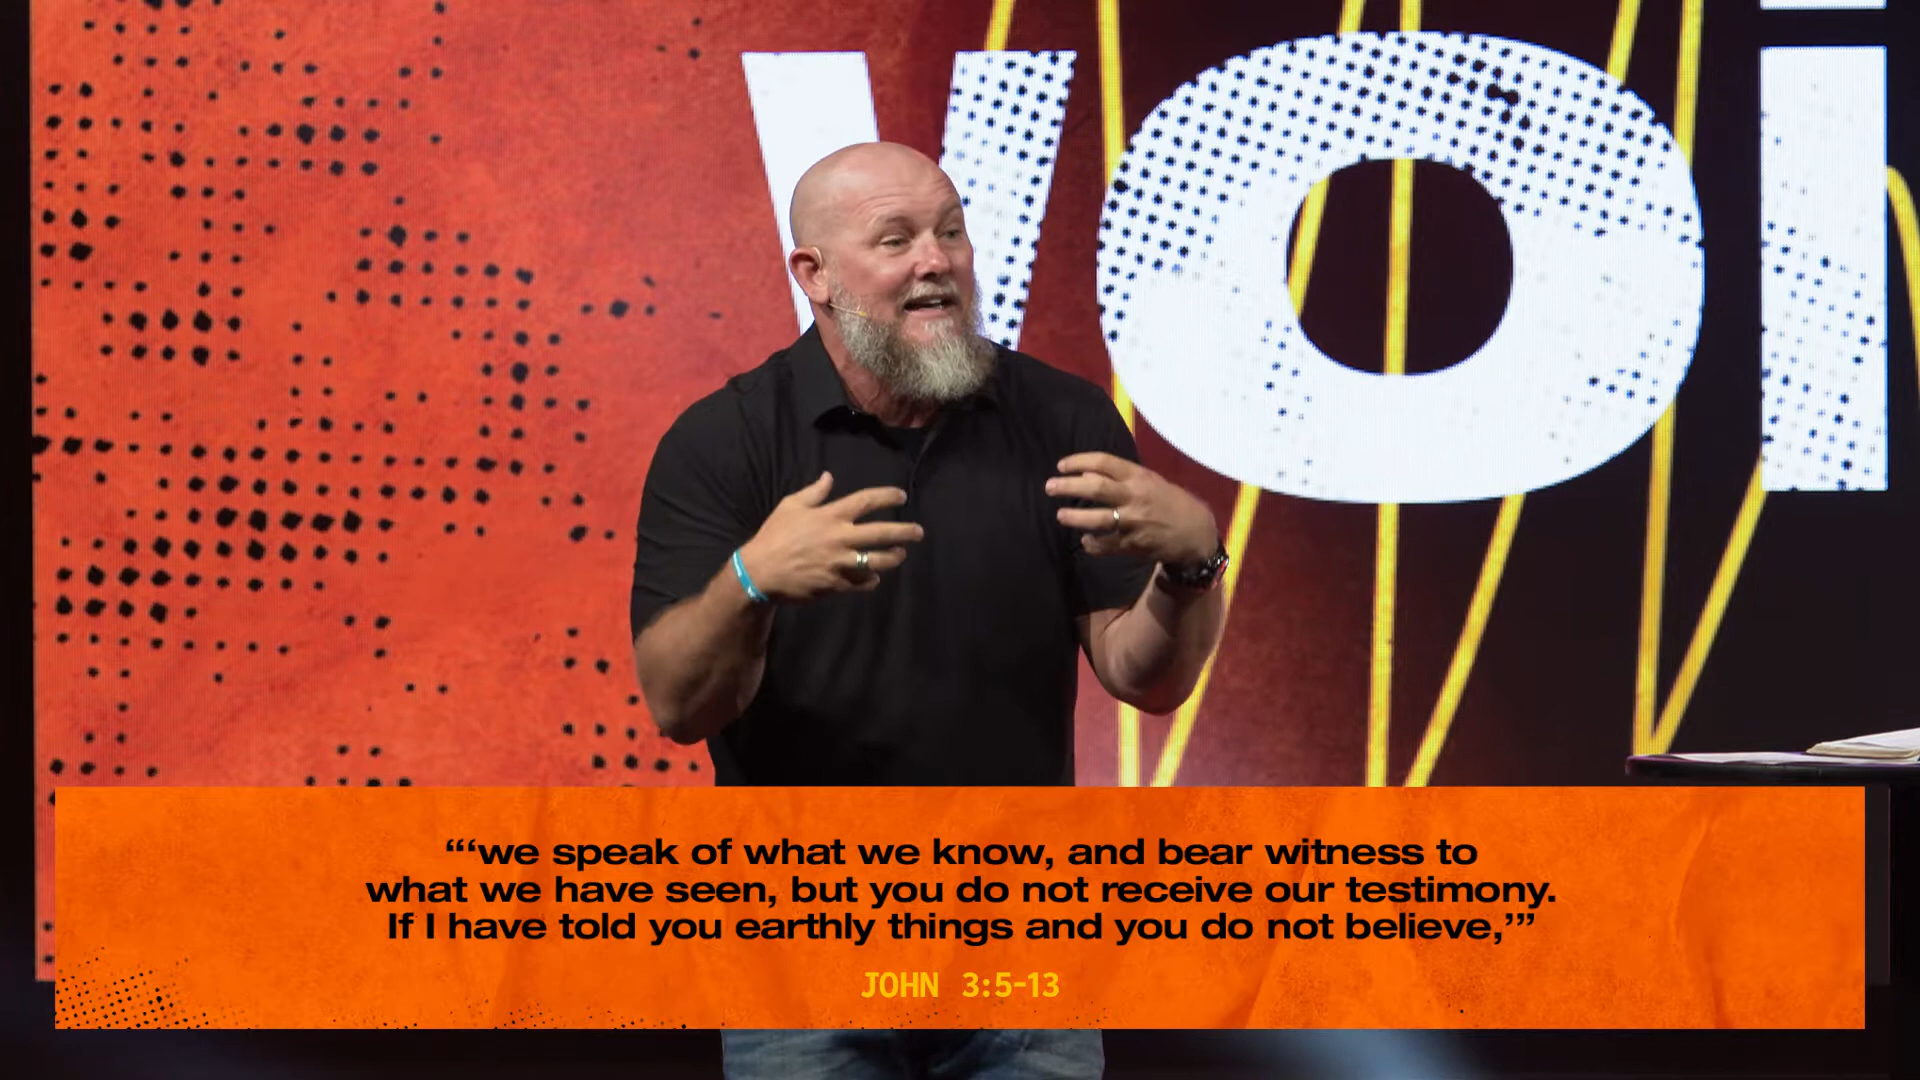 voi
“‘we speak of what we know, and bear witness to
what we have seen, but you do not receive our testimony.
If I have told you earthly things and you do not believe,’”
JOHN 3:5-13